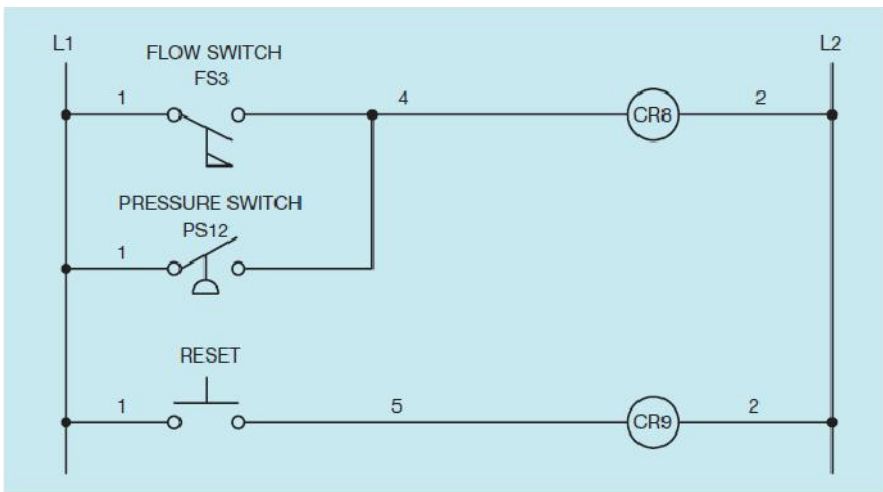 L1
L2
FLOW SWITCH
FS3
1
4
CR8
2
PRESSURE SWITCH
PS12
1
RESET
1
5
CR9
2